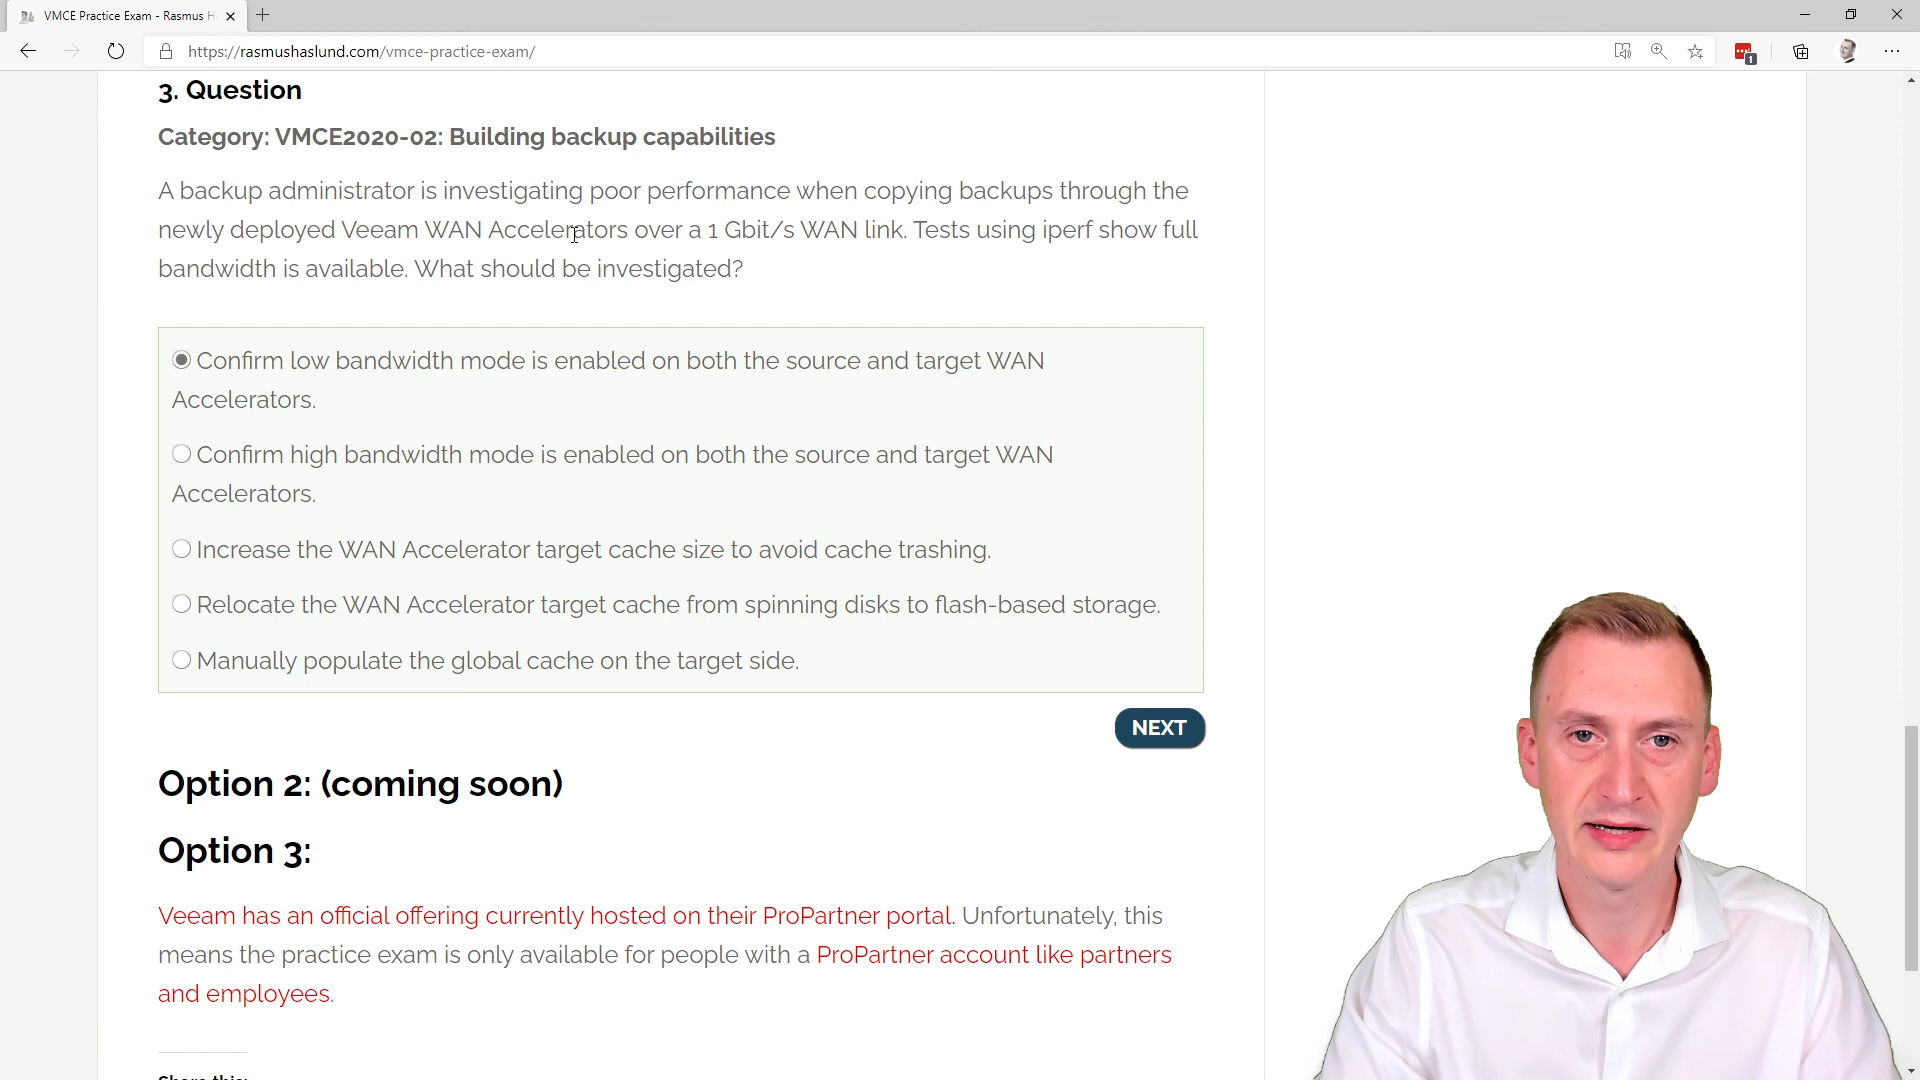 VMCE Practice Exam - Rasmus H
https://rasmushaslund.com/vmce-practice-exam/
1
3. Question
Category: VMCE2020-02: Building backup capabilities
A backup administrator is investigating poor performance when copying backups through the
newly deployed Veeam WAN Accelerators over a 1 Gbit/s WAN link. Tests using iperf show full
bandwidth is available. What should be investigated?
Confirm low bandwidth mode is enabled on both the source and target WAN
Accelerators.
Confirm high bandwidth mode is enabled on both the source and target WAN
Accelerators.
Increase the WAN Accelerator target cache size to avoid cache trashing.
Relocate the WAN Accelerator target cache from spinning disks to flash-based storage.
Manually populate the global cache on the target side.
NEXT
Option 2: (coming soon)
Option 3:
Veeam has an official offering currently hosted on their ProPartner portal. Unfortunately, this
means the practice exam is only available for people with a ProPartner account like partners
and employees.
Share this: